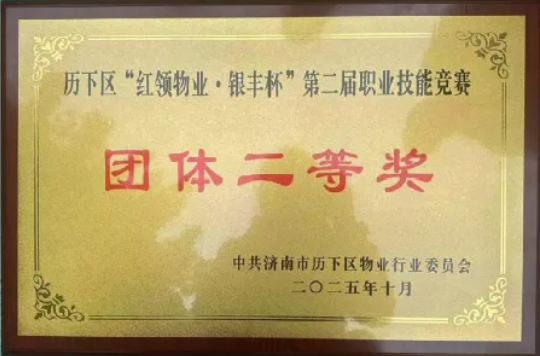 历下区“红领物业·银丰杯”第二届职业技能竞赛
团体二等奖
中共济南市历下区物业行业委员会
二〇二五年十月